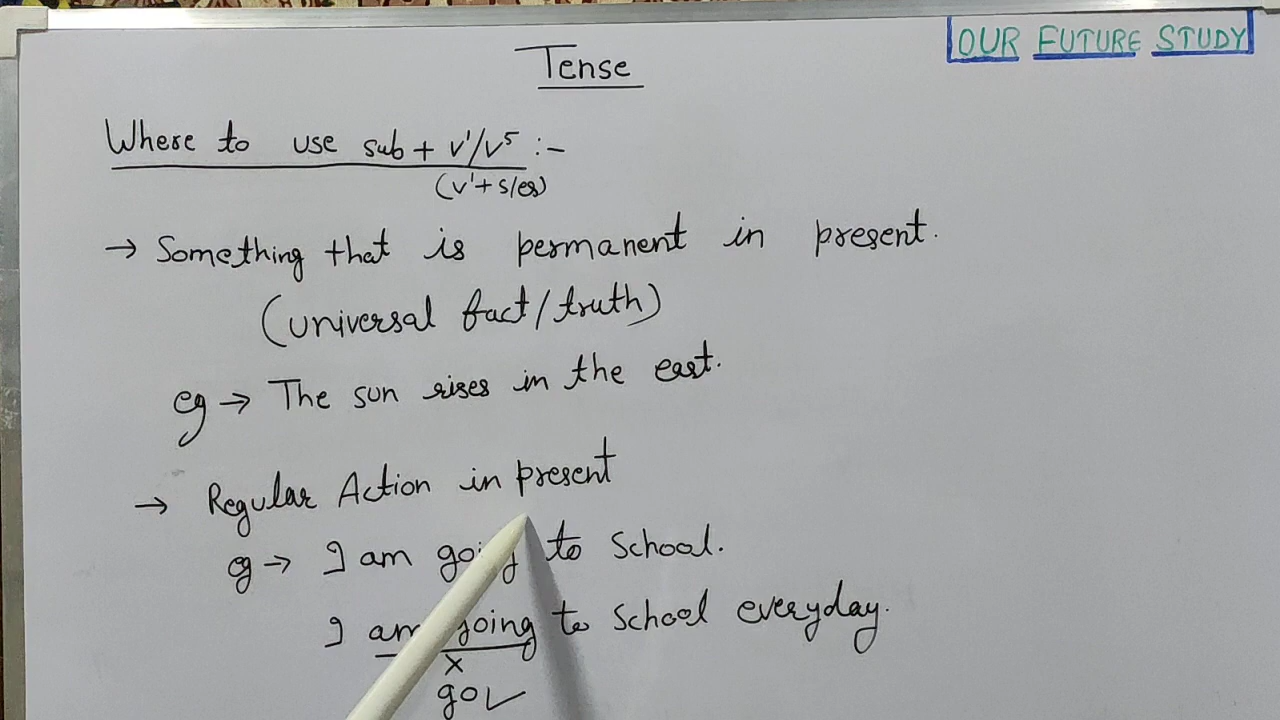 OUR FUTURE STUDY
Tense
Where to use sub + v¹/v⁵ :-
(v¹+s/es)
→ Something that is permanent in present.
(universal fact/truth)
eg → The sun rises in the east.
→ Regular Action in present
eg → I am going to School.
I am going to School everyday.
x
go ✓